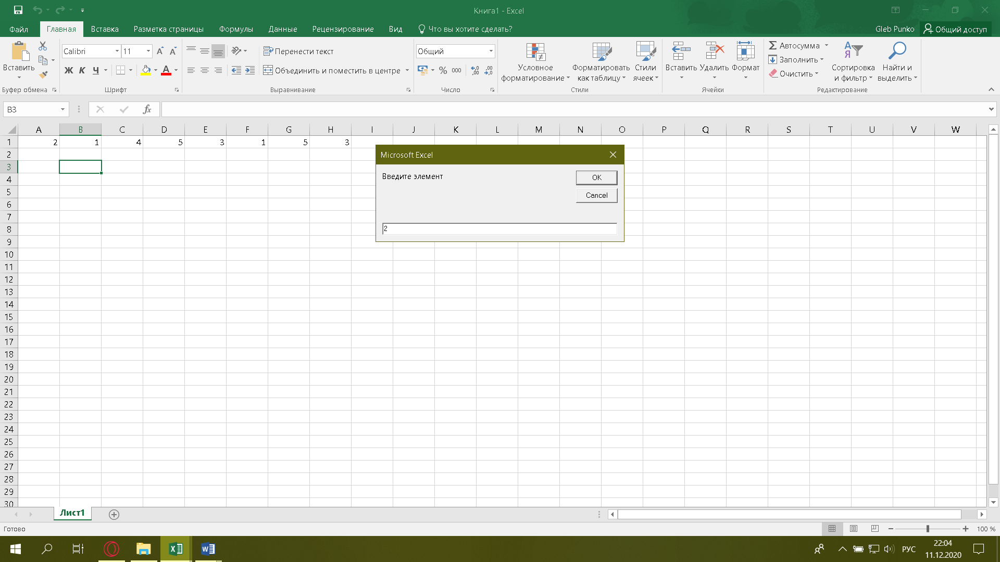 Книга1 - Excel
Файл Главная Вставка Разметка страницы Формулы Данные Рецензирование Вид Что вы хотите сделать? Gleb Punko Общий доступ
Вставить
Буфер обмена
Calibri 11
Ж К Ч А
Шрифт
Перенести текст
Объединить и поместить в центре
Выравнивание
Общий
% 000
Число
Условное форматирование
Форматировать как таблицу
Стили ячеек
Стили
Вставить Удалить Формат
Ячейки
Автосумма
Заполнить
Очистить
Сортировка и фильтр
Найти и выделить
Редактирование
B3 fx
A B C D E F G H I J K L M N O P Q R S T U V W
1 2 1 4 5 3 1 5 3
2
3
4
5
6
7
8
9
10
11
12
13
14
15
16
17
18
19
20
21
22
23
24
25
26
27
28
29
30
Microsoft Excel
Введите элемент
OK
Cancel
2
Лист1
Готово 100 %
РУС
22:04
11.12.2020